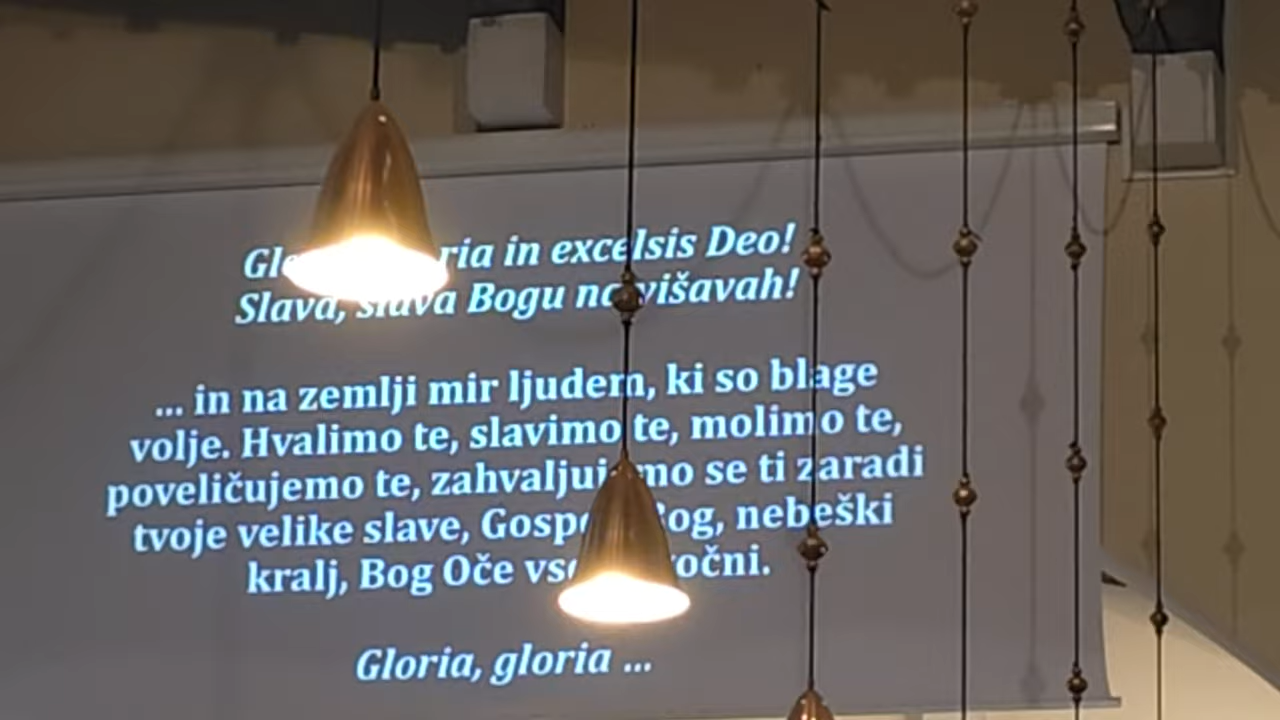 in excelsis Deo!
Slava, slava Bogu na višavah!
... in na zemlji mir ljudem, ki so blage
volje. Hvalimo te, slavimo te, molimo te,
poveličujemo te, zahvaljujemo se ti zaradi
tvoje velike slave, Gospod Bog, nebeški
kralj, Bog Oče
Gloria, gloria ...